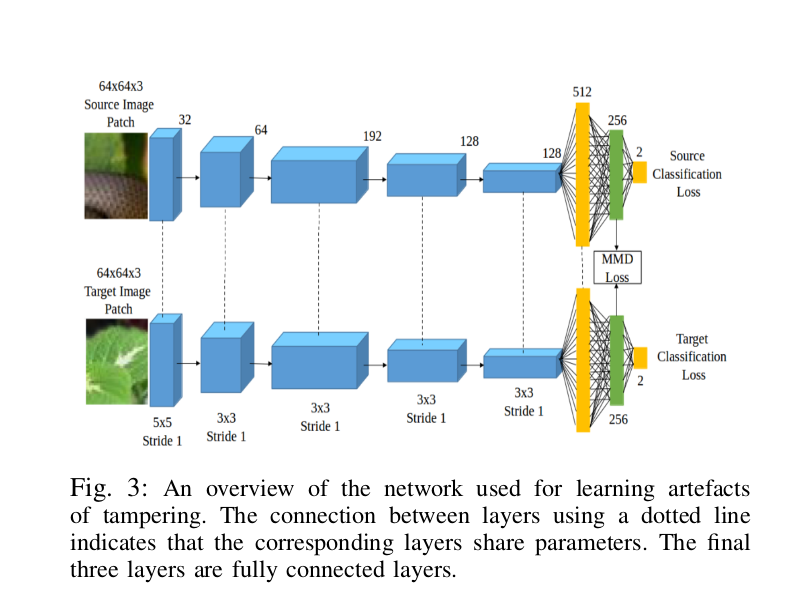 64x64x3
Source Image
Patch
32
64
192
128
128
512
256
2
Source
Classification
Loss
MMD
Loss
64x64x3
Target Image
Patch
Target
Classification
Loss
2
256
5x5
Stride 1
3x3
Stride 1
3x3
Stride 1
3x3
Stride 1
3x3
Stride 1
Fig. 3: An overview of the network used for learning artefacts
of tampering. The connection between layers using a dotted line
indicates that the corresponding layers share parameters. The final
three layers are fully connected layers.